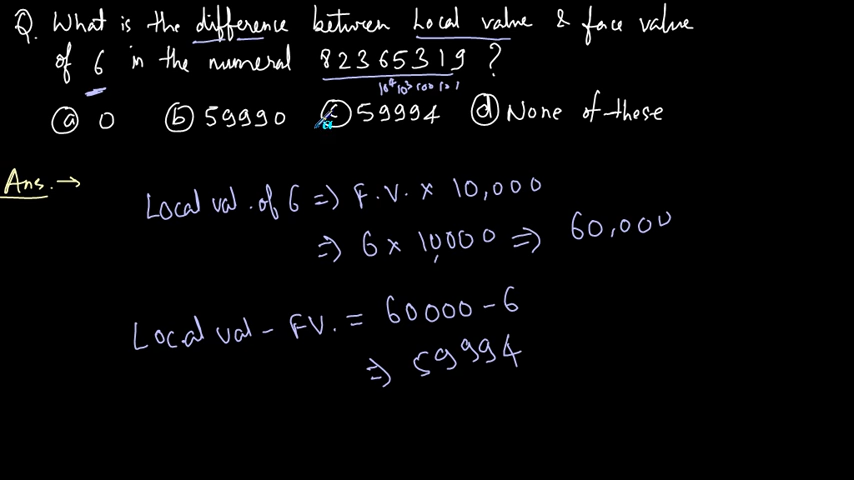 Q. What is the difference between Local value & face value
of 6 in the numeral 82365319 ?
10⁴ 10³ 100 10 1
(a) 0 (b) 59990 (c) 59994 (d) None of these
Ans. →
Local val. of 6 ⇒ F.V. × 10,000
⇒ 6 × 10,000 ⇒ 60,000
Local val - F.V. = 60000 - 6
⇒ 59994